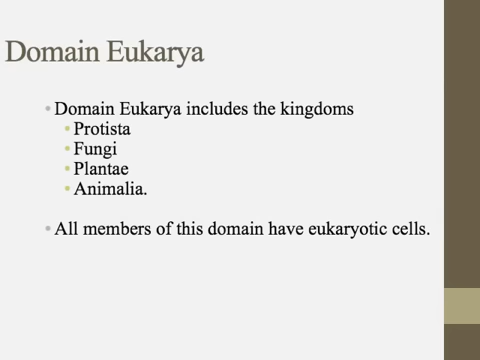 Domain Eukarya
• Domain Eukarya includes the kingdoms
• Protista
• Fungi
• Plantae
• Animalia.
• All members of this domain have eukaryotic cells.